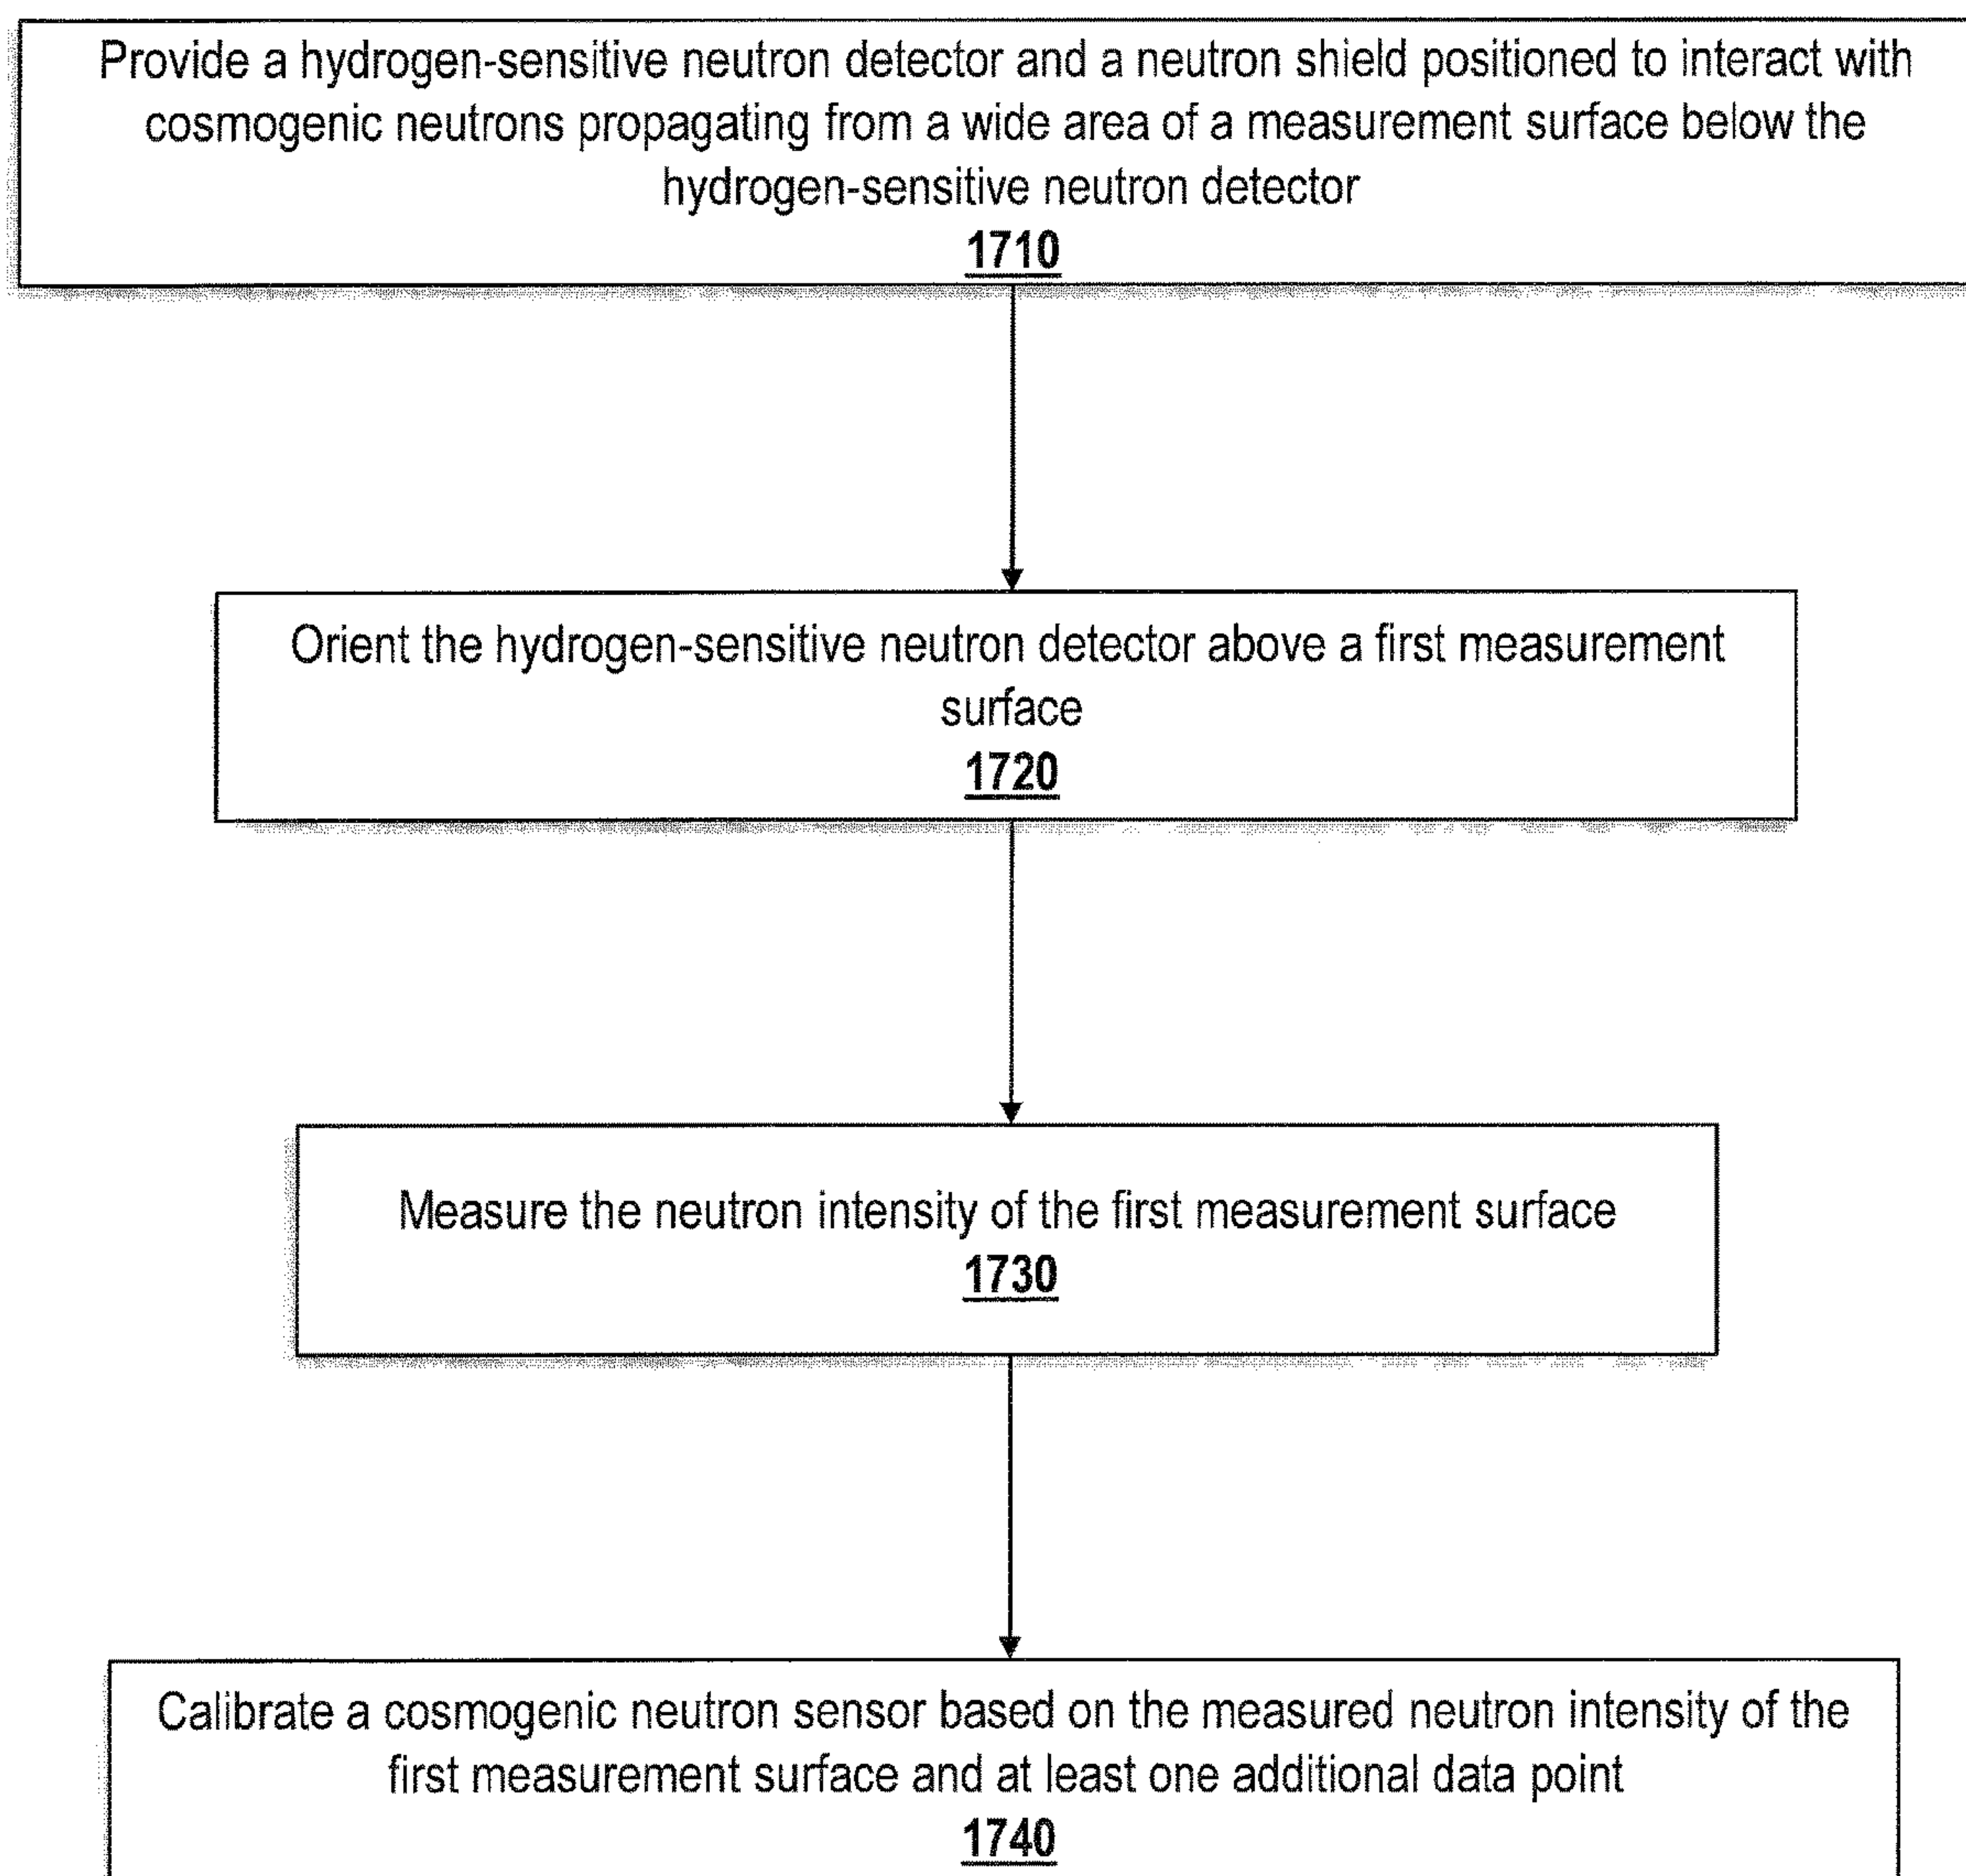 Provide a hydrogen-sensitive neutron detector and a neutron shield positioned to interact with
cosmogenic neutrons propagating from a wide area of a measurement surface below the
hydrogen-sensitive neutron detector
1710
Orient the hydrogen-sensitive neutron detector above a first measurement
surface
1720
Measure the neutron intensity of the first measurement surface
1730
Calibrate a cosmogenic neutron sensor based on the measured neutron intensity of the
first measurement surface and at least one additional data point
1740